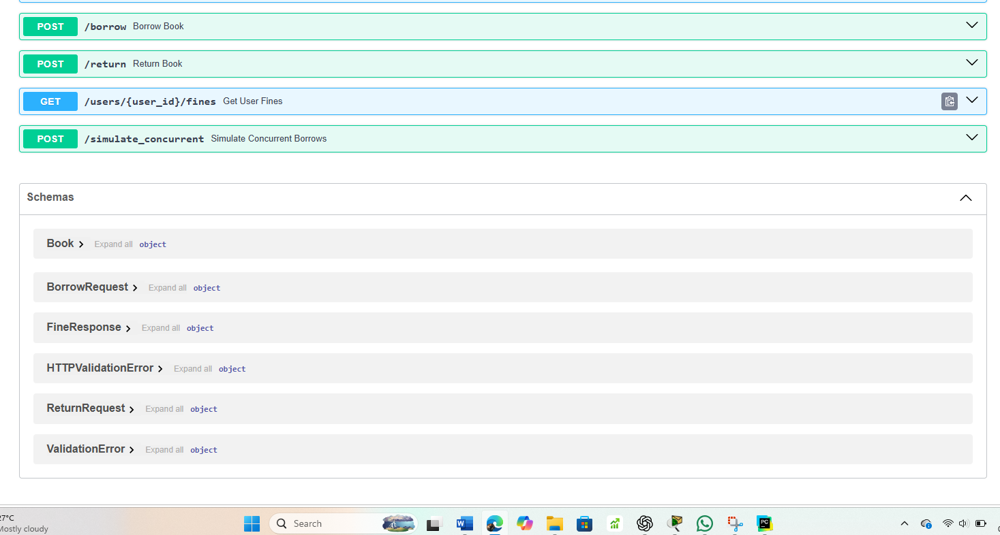 POST /borrow Borrow Book
POST /return Return Book
GET /users/{user_id}/fines Get User Fines
POST /simulate_concurrent Simulate Concurrent Borrows
Schemas
Book Expand all object
BorrowRequest Expand all object
FineResponse Expand all object
HTTPValidationError Expand all object
ReturnRequest Expand all object
ValidationError Expand all object
27°C
Mostly cloudy
Search
W
PC